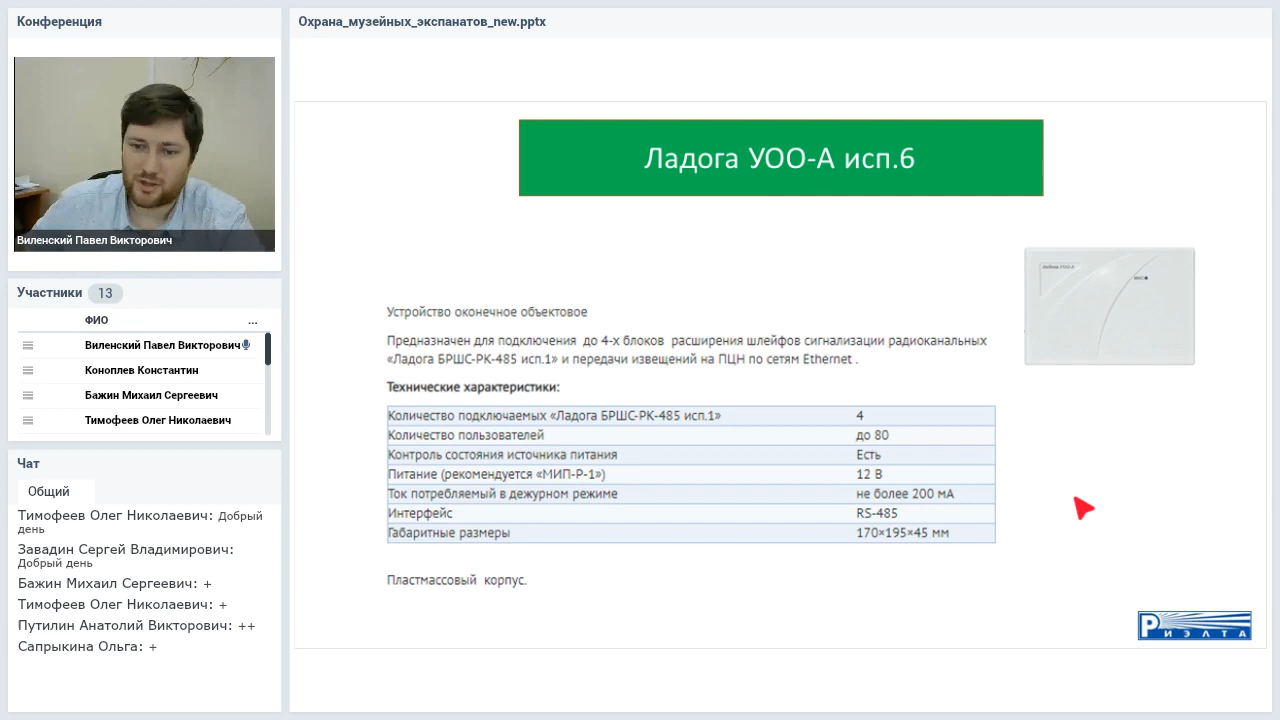 Конференция
Виленский Павел Викторович
Участники 13
ФИО ...
Виленский Павел Викторович
Коноплев Константин
Бажин Михаил Сергеевич
Тимофеев Олег Николаевич
Чат
Общий
Тимофеев Олег Николаевич: Добрый
день
Завадин Сергей Владимирович:
Добрый день
Бажин Михаил Сергеевич: +
Тимофеев Олег Николаевич: +
Путилин Анатолий Викторович: ++
Сапрыкина Ольга: +
Охрана_музейных_экспанатов_new.pptx
Ладога УОО-А исп.6
Ладога УОО-А
Устройство оконечное объектовое
Предназначен для подключения до 4-х блоков расширения шлейфов сигнализации радиоканальных
«Ладога БРШС-РК-485 исп.1» и передачи извещений на ПЦН по сетям Ethernet .
Технические характеристики:
Количество подключаемых «Ладога БРШС-РК-485 исп.1» 4
Количество пользователей до 80
Контроль состояния источника питания Есть
Питание (рекомендуется «МИП-Р-1») 12 В
Ток потребляемый в дежурном режиме не более 200 мА
Интерфейс RS-485
Габаритные размеры 170×195×45 мм
Пластмассовый корпус.
РИЭЛТА